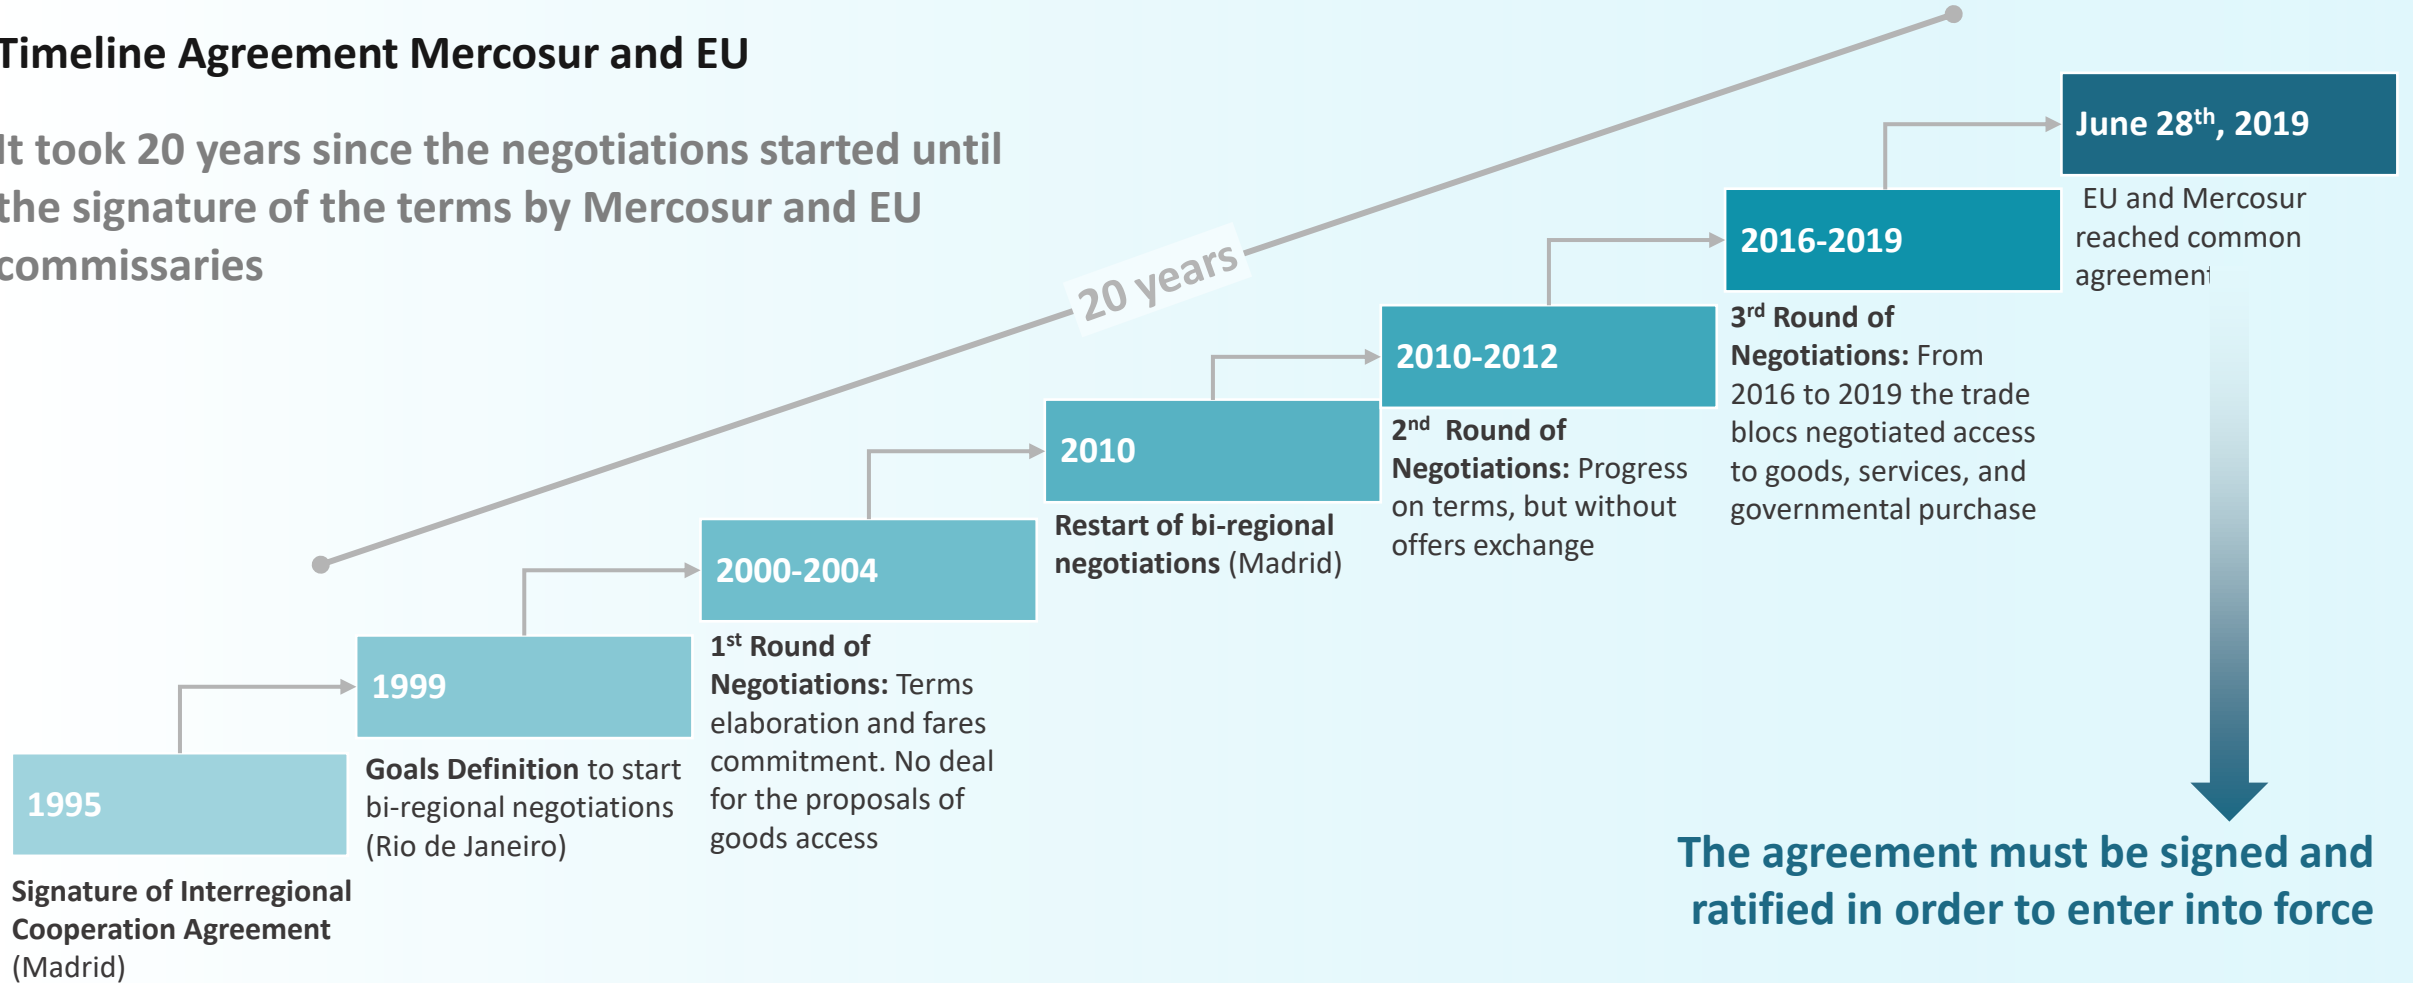 Timeline Agreement Mercosur and EU
It took 20 years since the negotiations started until
the signature of the terms by Mercosur and EU
commissaries
20 years
1995
Signature of Interregional
Cooperation Agreement
(Madrid)
1999
Goals Definition to start
bi-regional negotiations
(Rio de Janeiro)
2000-2004
1st Round of
Negotiations: Terms
elaboration and fares
commitment. No deal
for the proposals of
goods access
2010
Restart of bi-regional
negotiations (Madrid)
2010-2012
2nd Round of
Negotiations: Progress
on terms, but without
offers exchange
2016-2019
3rd Round of
Negotiations: From
2016 to 2019 the trade
blocs negotiated access
to goods, services, and
governmental purchase
June 28th, 2019
EU and Mercosur
reached common
agreement
The agreement must be signed and
ratified in order to enter into force